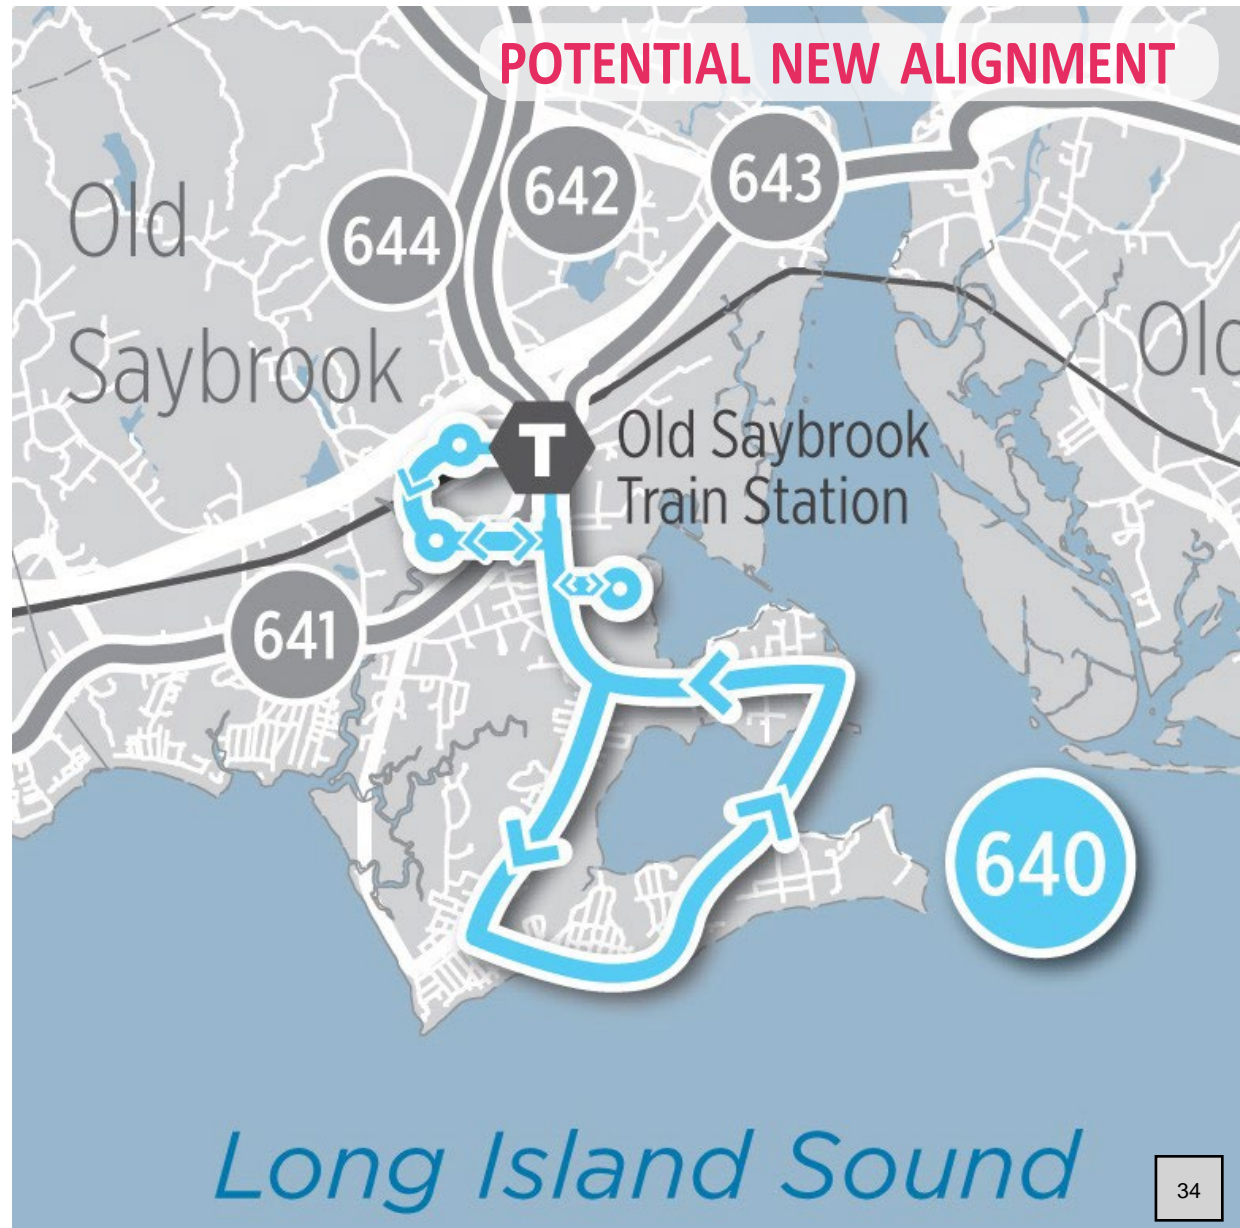 POTENTIAL NEW ALIGNMENT
642
643
644
Old
Saybrook
Old
T
Old Saybrook
Train Station
641
640
Long Island Sound
34